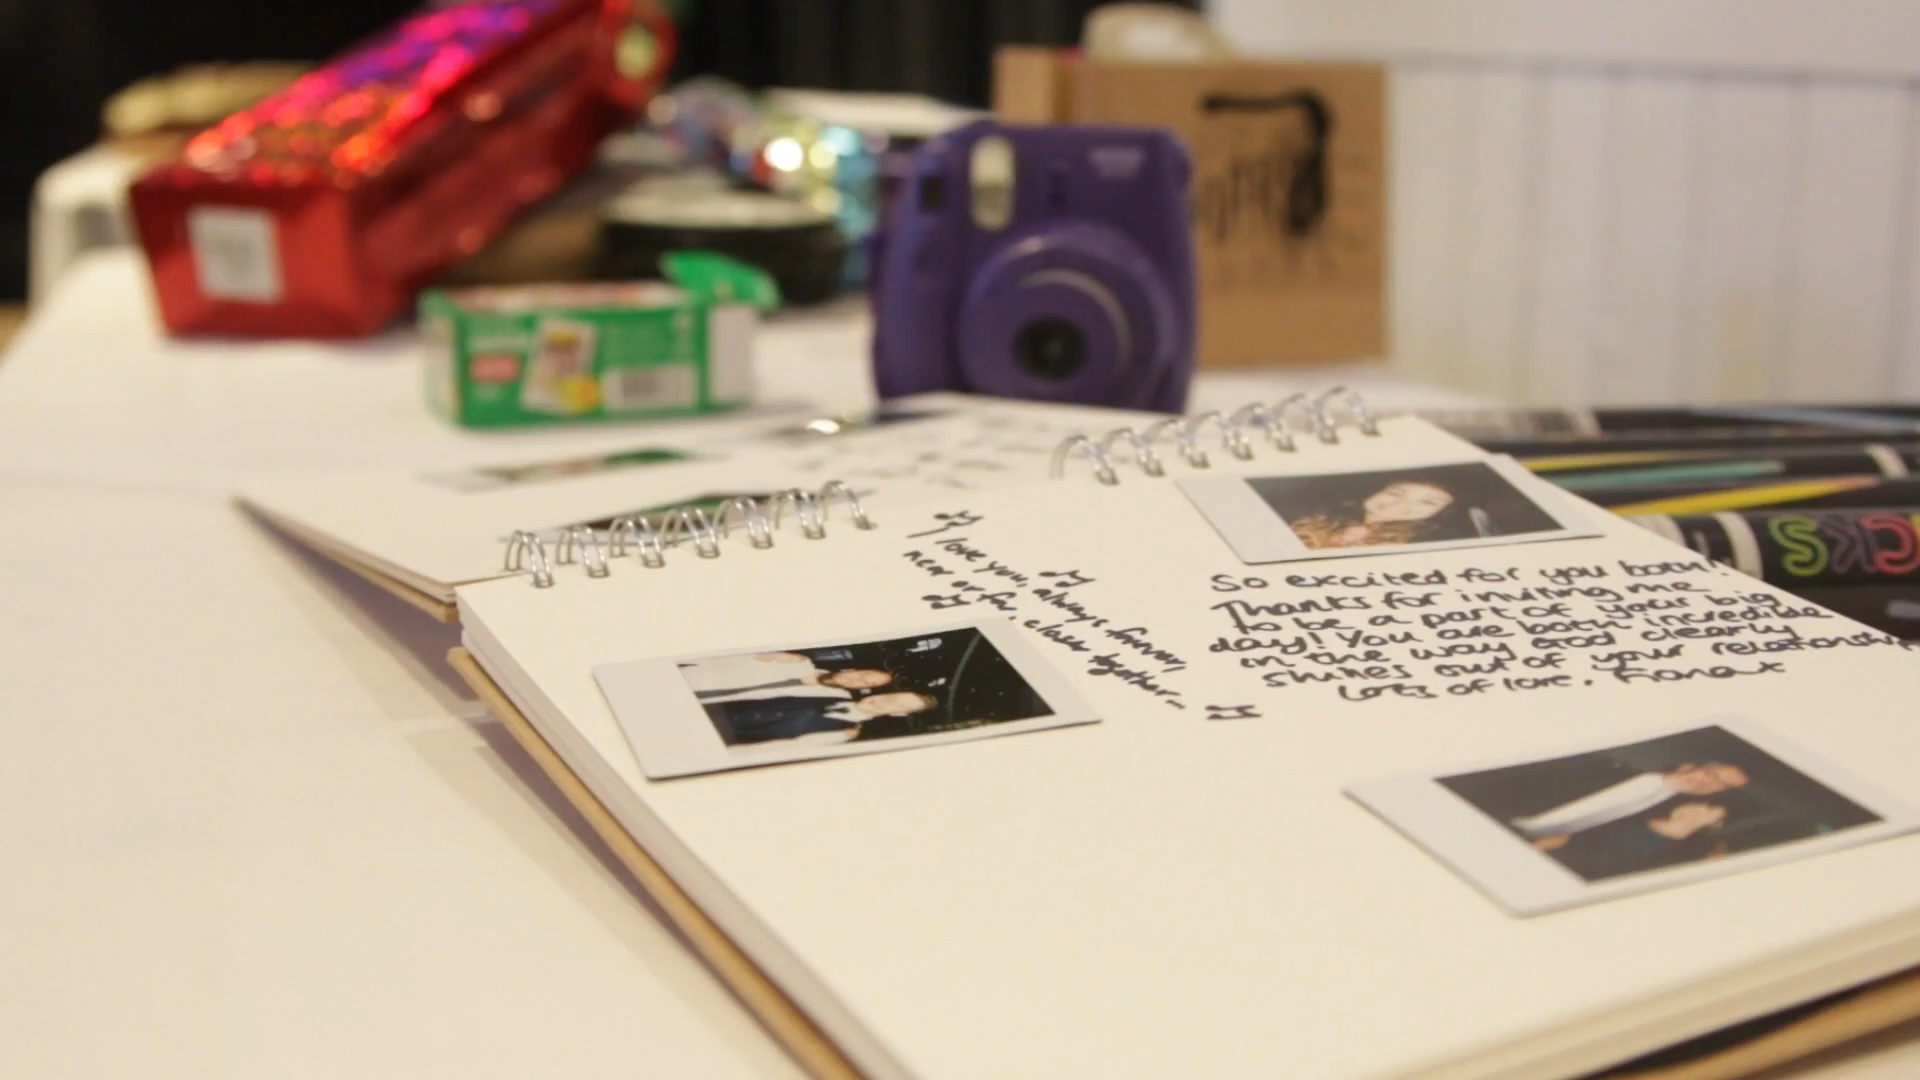 I love you, always forever,
near or far, closer together~
So excited for you both!
Thanks for inviting me
to be a part of your big
day! You are both incredible
in the way God clearly
shines out of your relationship
Lots of love, Fiona x
CKS